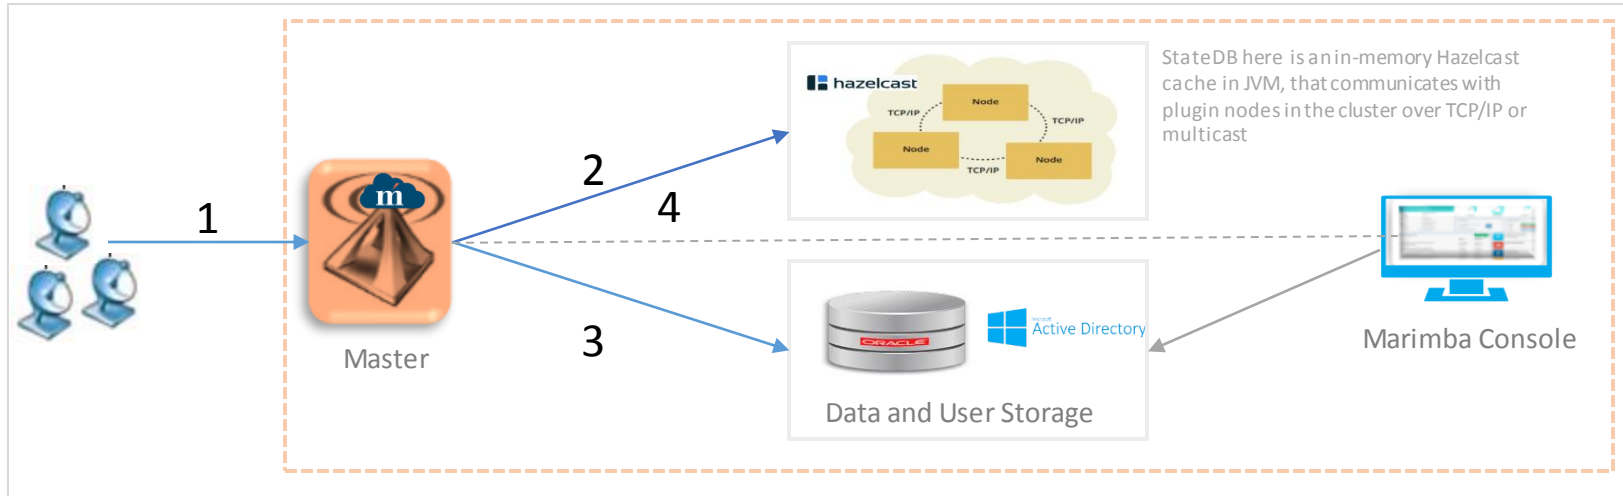 StateDB here is an in-memory Hazelcast
cache in JVM, that communicates with
plugin nodes in the cluster over TCP/IP or
multicast
hazelcast
Node
TCP/IP
TCP/IP
Node
Node
TCP/IP
1
2
4
3
m
Master
ORACLE
Microsoft
Active Directory
Data and User Storage
Marimba Console